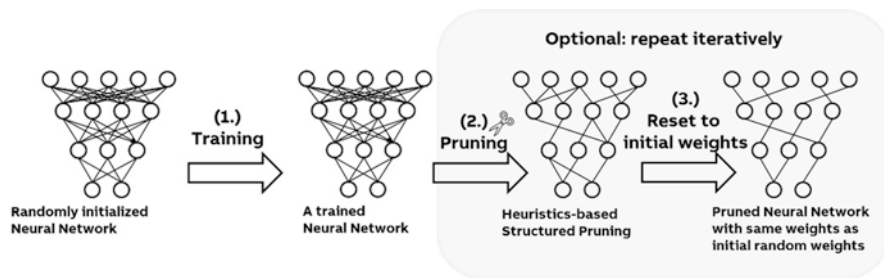 Optional: repeat iteratively
(1.)
Training
(2.)
Pruning
(3.)
Reset to
initial weights
Randomly initialized
Neural Network
A trained
Neural Network
Heuristics-based
Structured Pruning
Pruned Neural Network
with same weights as
initial random weights